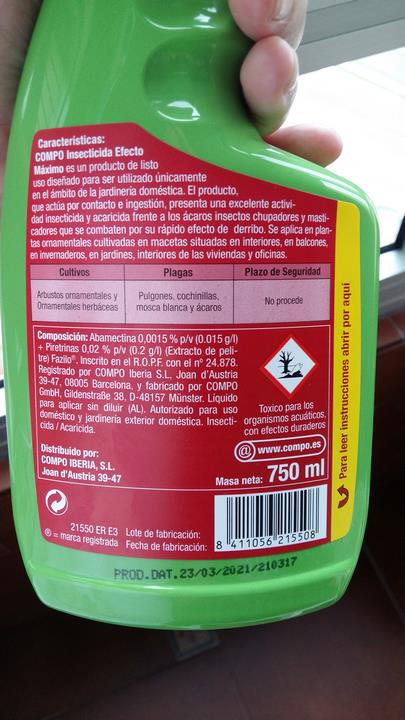 Características:
COMPO Insecticida Efecto
Máximo es un producto de listo
uso diseñado para ser utilizado únicamente
en el ámbito de la jardinería doméstica. El producto,
que actúa por contacto e ingestión, presenta una excelente activi-
dad insecticida y acaricida frente a los ácaros insectos chupadores y masti-
cadores que se combaten por su rápido efecto de derribo. Se aplica en plan-
tas ornamentales cultivadas en macetas situadas en interiores, en balcones,
en invernaderos, en jardines, interiores de las viviendas y oficinas.
Cultivos Plagas Plazo de Seguridad
Arbustos ornamentales y
Ornamentales herbáceas
Pulgones, cochinillas,
mosca blanca y ácaros
No procede
Composición: Abamectina 0,0015 % p/v (0.015 g/l)
+ Piretrinas 0,02 % p/v (0.2 g/l) (Extracto de peli-
tre) Fazilo®. Inscrito en el R.O.P.F. con el nº 24.878.
Registrado por COMPO Iberia S.L, Joan d'Austria
39-47, 08005 Barcelona, y fabricado por COMPO
GmbH, Gildenstraße 38, D-48157 Münster. Líquido
para aplicar sin diluir (AL). Autorizado para uso
doméstico y jardinería exterior doméstica. Insecti-
cida / Acaricida.
Distribuido por:
COMPO IBERIA, S.L.
Joan d'Austria 39-47
Toxico para los
organismos acuáticos,
con efectos duraderos
@ www.compo.es
Masa neta: 750 ml
21550 ER E3 Lote de fabricación:
® = marca registrada Fecha de fabricación:
8 411056 215508
Para leer instrucciones abrir por aquí
PROD.DAT.23/03/2021/210317